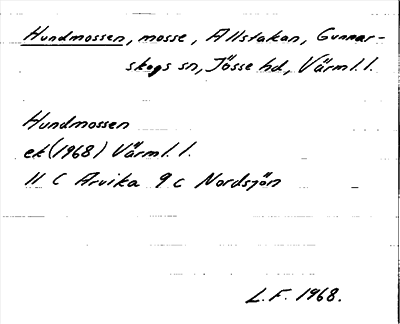 Hundmossen, mosse, Allstakan, Gunnar-
skogs sn, Jösse hd, Värml. l.
Hundmossen
ek (1968) Värml. l.
11 C Arvika 9 c Nordsjön
L.F. 1968.